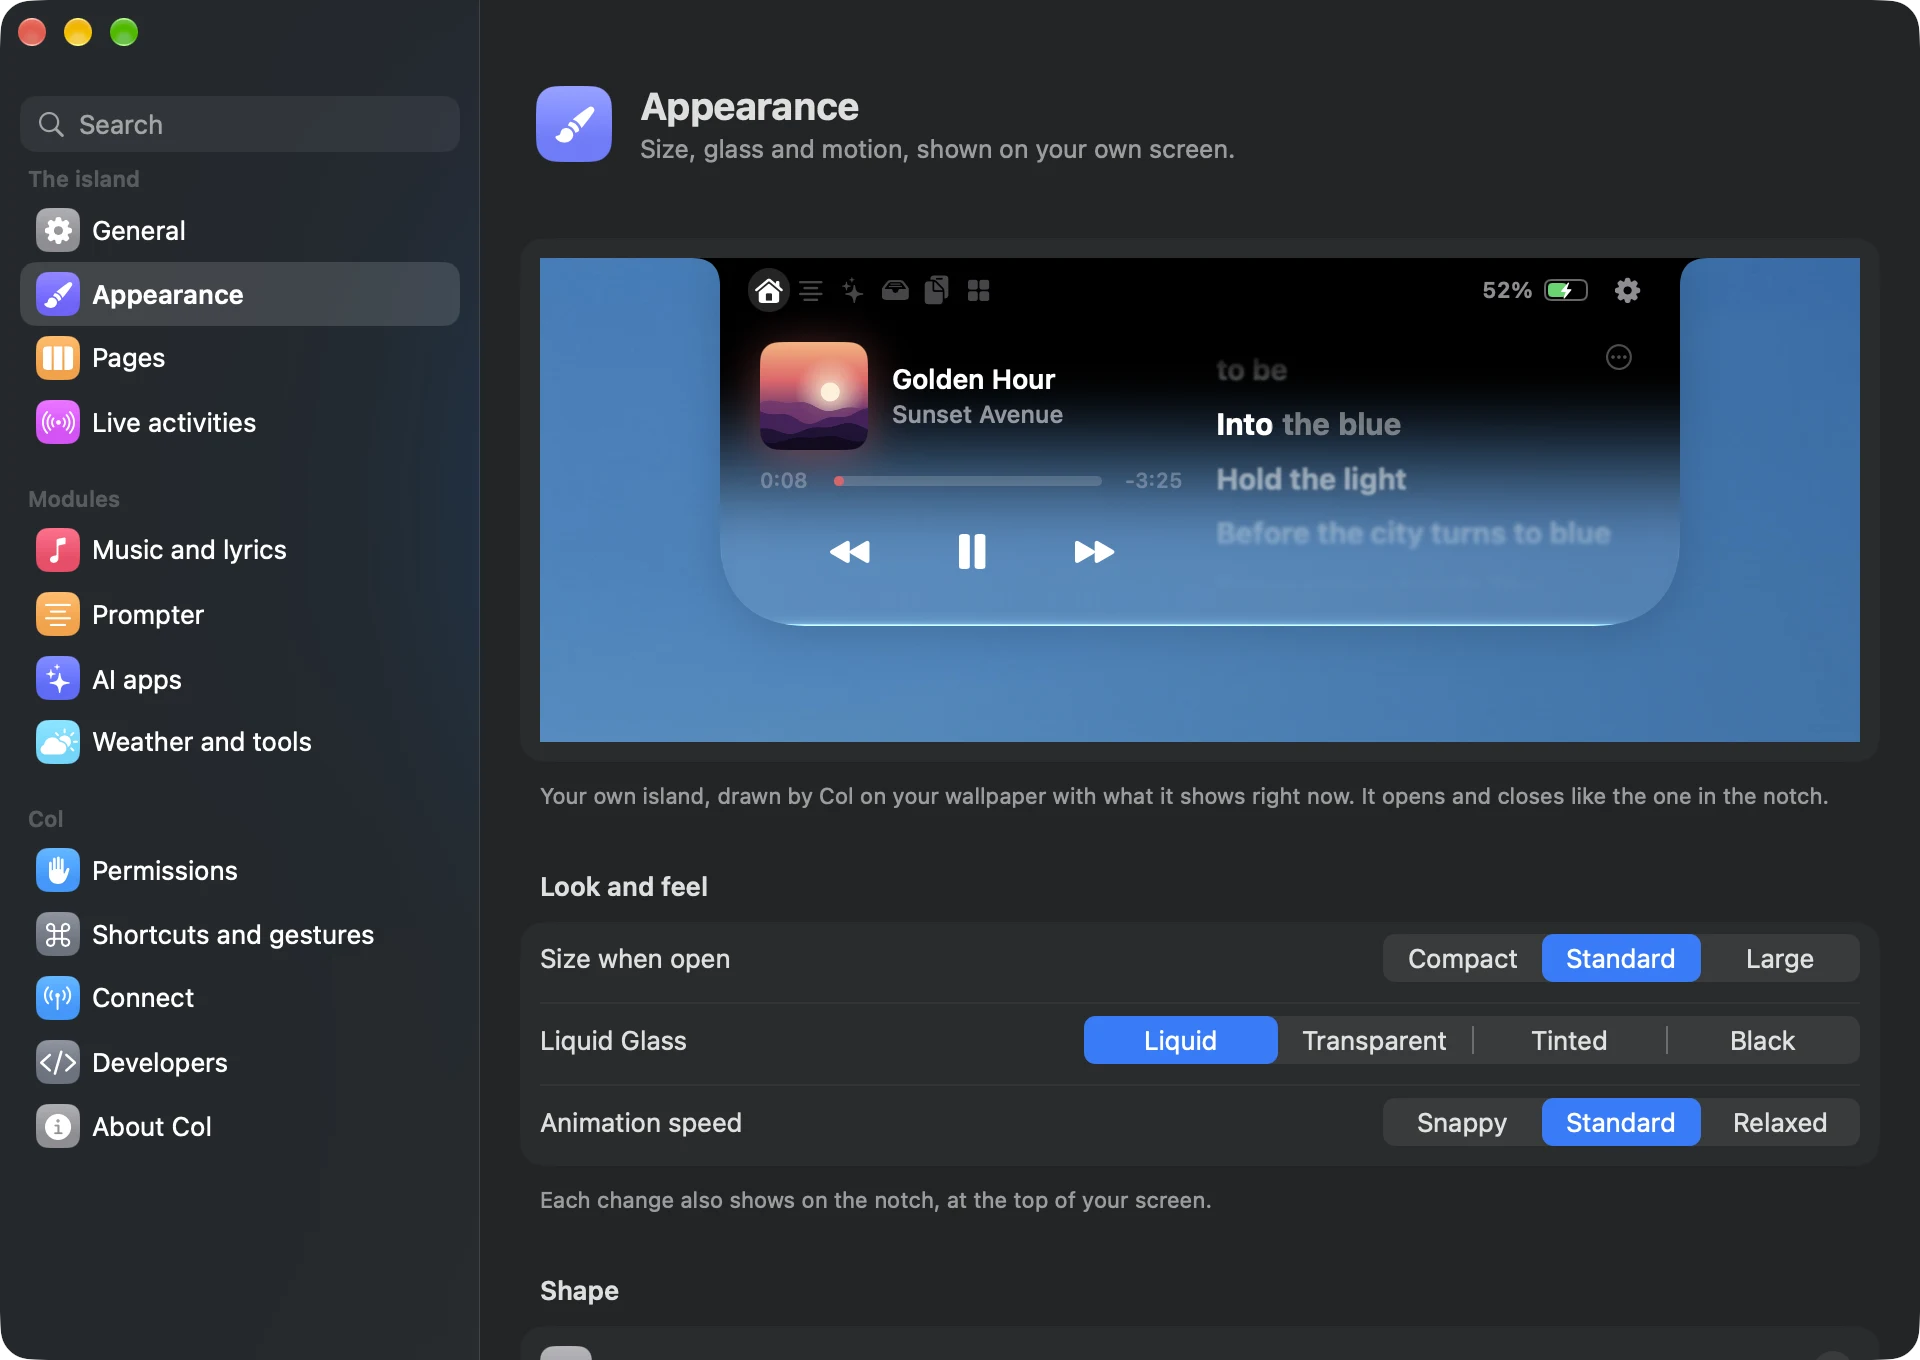 Search
The island
General
Appearance
Pages
Live activities
Modules
Music and lyrics
Prompter
AI apps
Weather and tools
Col
Permissions
Shortcuts and gestures
Connect
Developers
About Col
Appearance
Size, glass and motion, shown on your own screen.
52%
Golden Hour
Sunset Avenue
0:08
-3:25
to be
Into the blue
Hold the light
Before the city turns to blue
Your own island, drawn by Col on your wallpaper with what it shows right now. It opens and closes like the one in the notch.
Look and feel
Size when open
Compact Standard Large
Liquid Glass
Liquid Transparent Tinted Black
Animation speed
Snappy Standard Relaxed
Each change also shows on the notch, at the top of your screen.
Shape